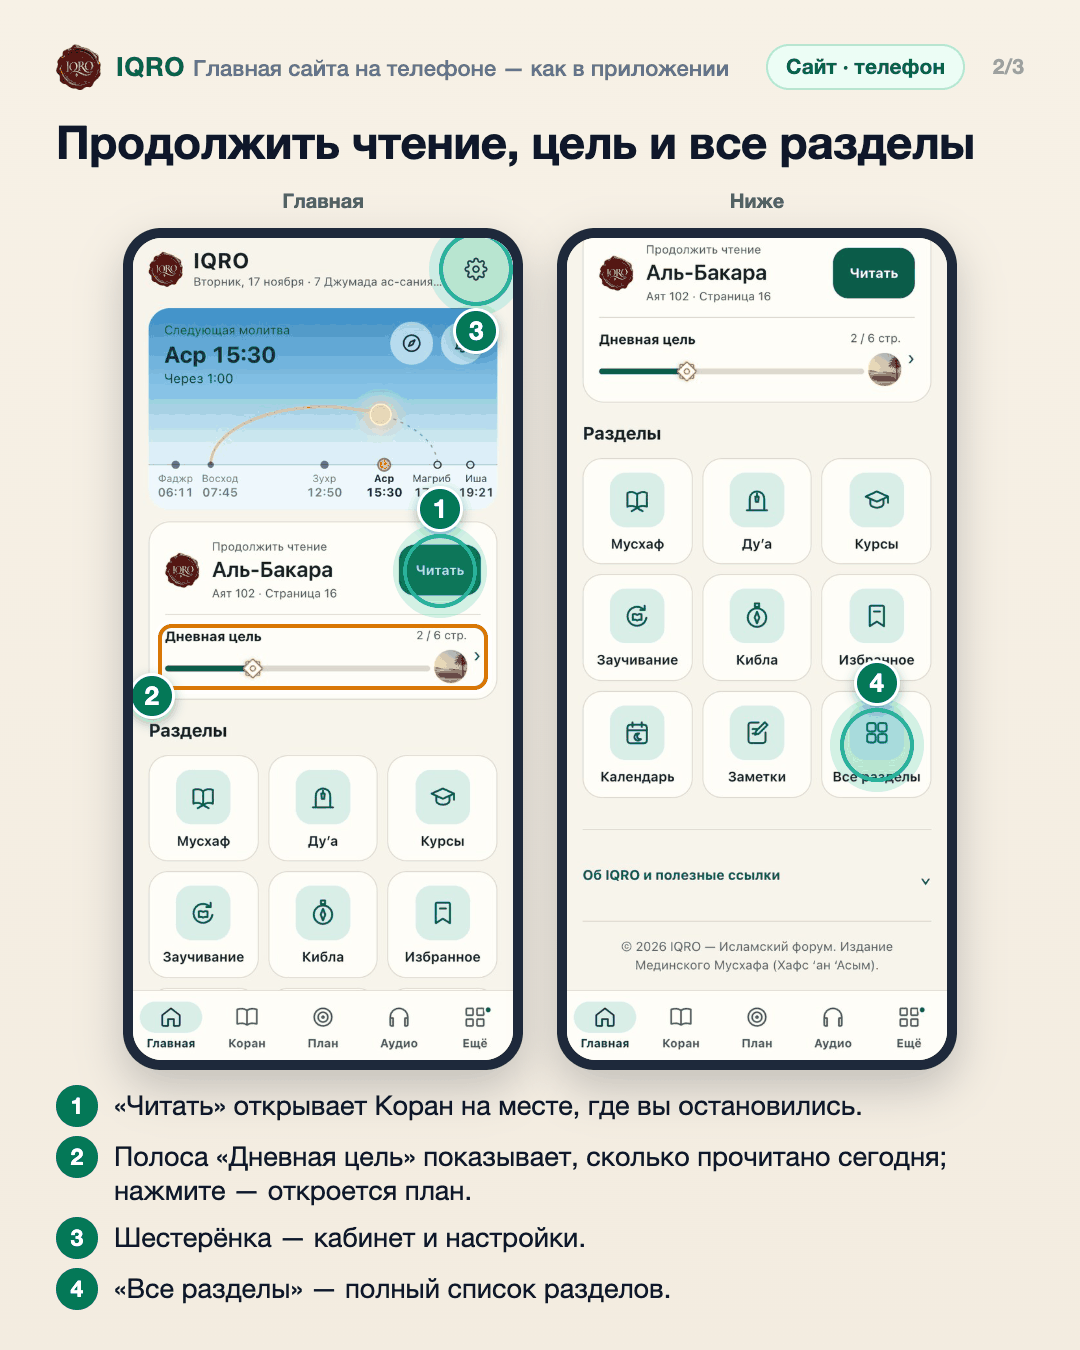 IQRO Главная сайта на телефоне — как в приложении
Сайт · телефон
2/3
Продолжить чтение, цель и все разделы
Главная
IQRO
Вторник, 17 ноября · 7 Джумада ас-сания...
3
Следующая молитва
Аср 15:30
Через 1:00
Фаджр Восход Зухр Аср Магриб Иша
06:11 07:45 12:50 15:30 19:21
1
Продолжить чтение
Аль-Бакара
Аят 102 · Страница 16
Читать
Дневная цель
2 / 6 стр.
2
Разделы
Мусхаф Ду‘а Курсы
Заучивание Кибла Избранное
Главная Коран План Аудио Ещё
Ниже
Продолжить чтение
Аль-Бакара
Аят 102 · Страница 16
Читать
Дневная цель
2 / 6 стр.
Разделы
Мусхаф Ду‘а Курсы
Заучивание Кибла Избранное
4
Календарь Заметки Все разделы
Об IQRO и полезные ссылки
© 2026 IQRO — Исламский форум. Издание
Мединского Мусхафа (Хафс ‘ан ‘Асым).
Главная Коран План Аудио Ещё
1 «Читать» открывает Коран на месте, где вы остановились.
2 Полоса «Дневная цель» показывает, сколько прочитано сегодня;
нажмите — откроется план.
3 Шестерёнка — кабинет и настройки.
4 «Все разделы» — полный список разделов.